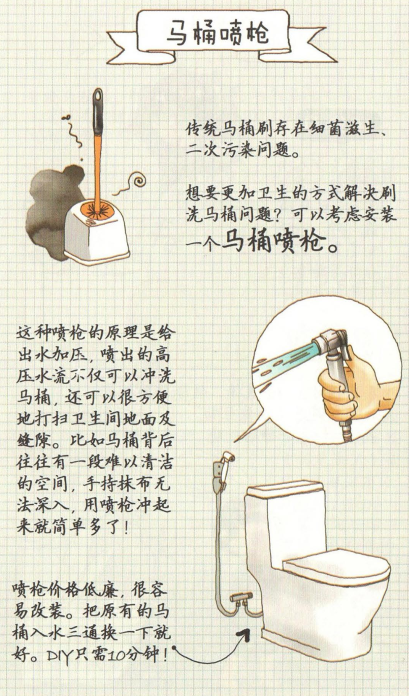 马桶喷枪
传统马桶刷存在细菌滋生、
二次污染问题。
想要更加卫生的方式解决刷
洗马桶问题？可以考虑安装
一个马桶喷枪。
这种喷枪的原理是给
出水加压，喷出的高
压水流不仅可以冲洗
马桶，还可以很方便
地打扫卫生间地面及
缝隙。比如马桶背后
往往有一段难以清洁
的空间，手持抹布无
法深入，用喷枪冲起
来就简单多了！
喷枪价格低廉，很容
易改装。把原有的马
桶入水三通换一下就
好。DIY只需10分钟！